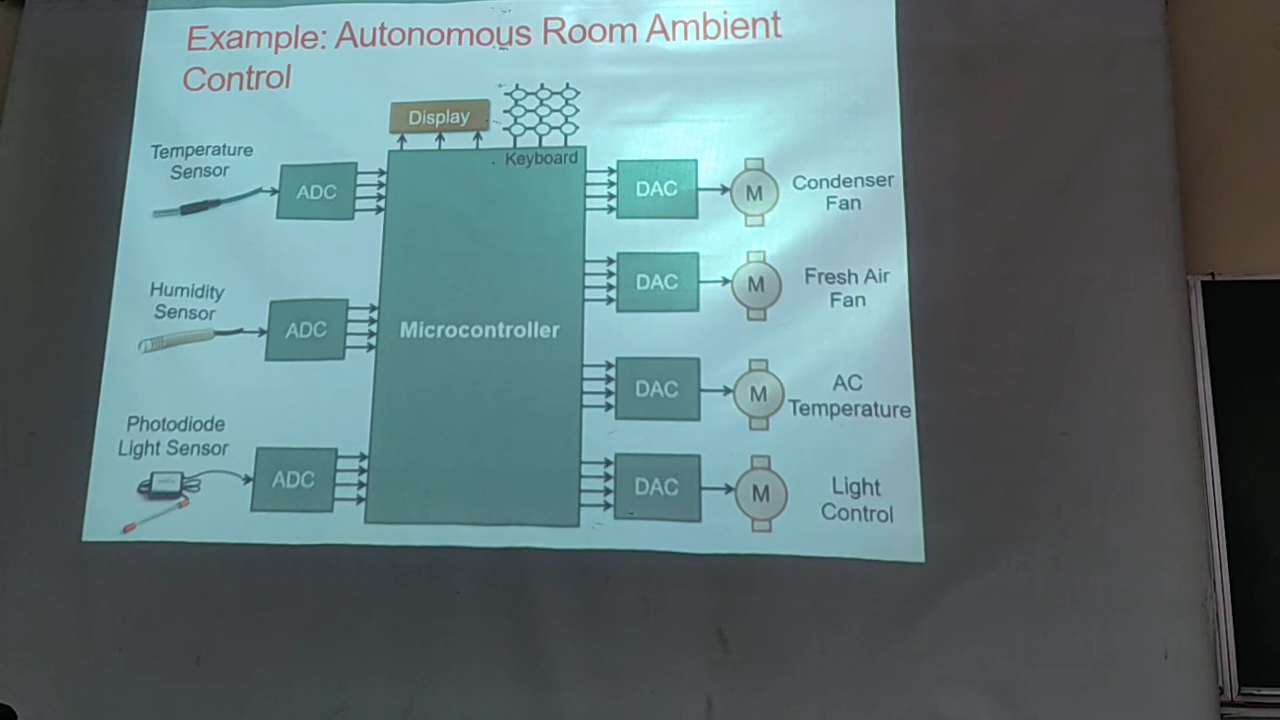 Example: Autonomous Room Ambient
Control
Display
Keyboard
Temperature
Sensor
ADC
Humidity
Sensor
ADC
Photodiode
Light Sensor
ADC
Microcontroller
DAC
M
Condenser
Fan
DAC
M
Fresh Air
Fan
DAC
M
AC
Temperature
DAC
M
Light
Control